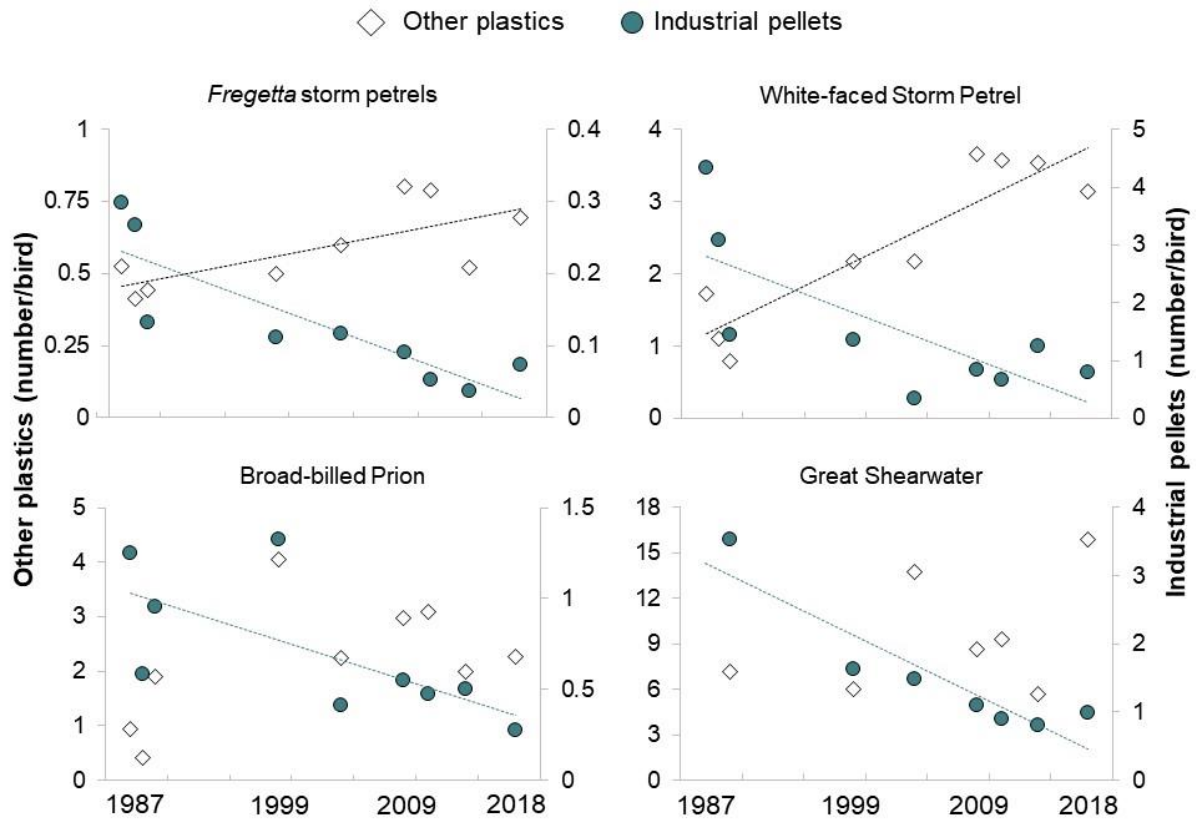 Other plastics Industrial pellets
Fregetta storm petrels White-faced Storm Petrel
1 0.4 4 5
0.75 0.3 3 4
0.5 0.2 2 3
0.25 0.1 1 2
0 0 0 1
0
Broad-billed Prion Great Shearwater
5 1.5 18 4
4 1 15 3
3 0.5 12 2
2 0 9 1
1 6 0
0 3
0
1987 1999 2009 2018 1987 1999 2009 2018
Other plastics (number/bird)
Industrial pellets (number/bird)